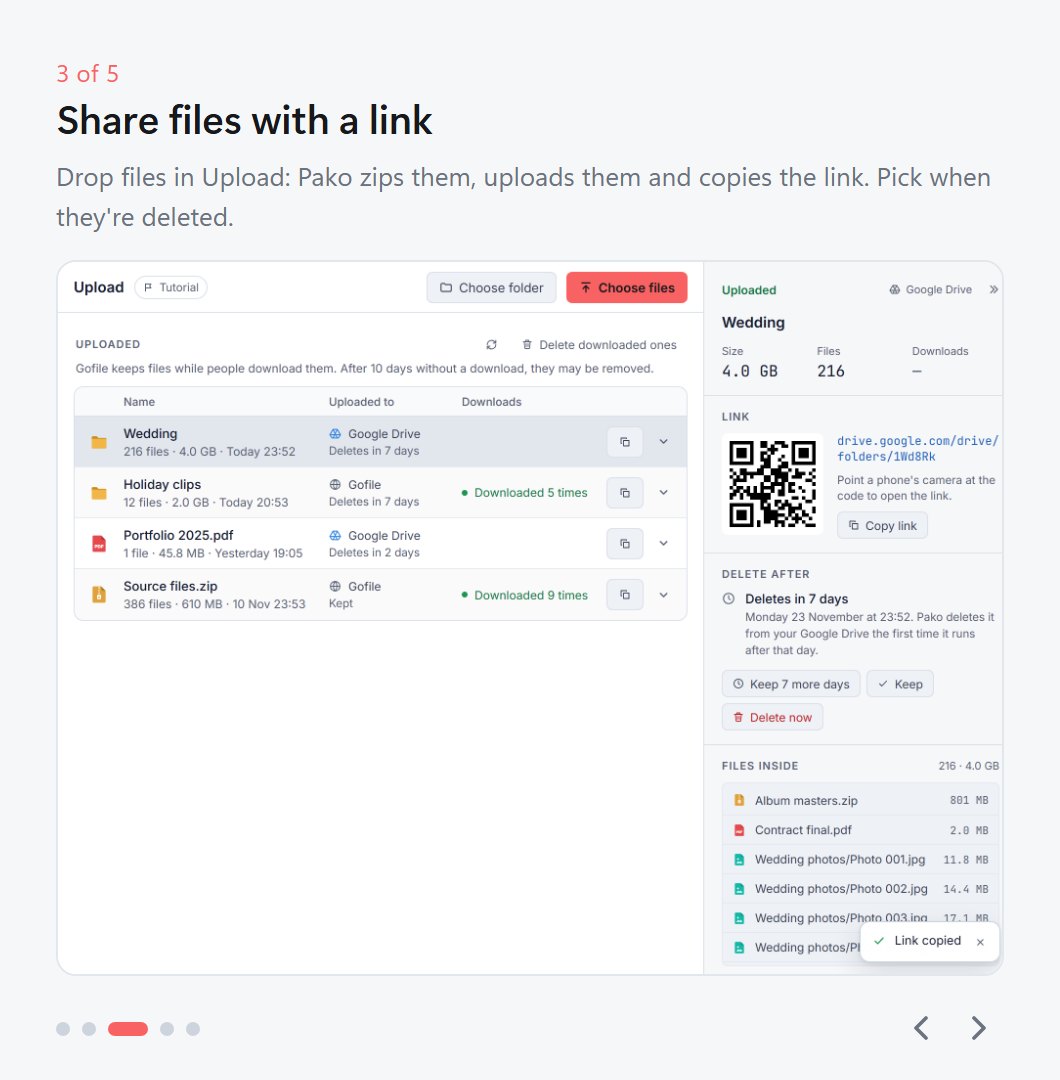 3 of 5
Share files with a link
Drop files in Upload: Pako zips them, uploads them and copies the link. Pick when
they're deleted.
Upload
Tutorial
Choose folder
Choose files
UPLOADED
Delete downloaded ones
Gofile keeps files while people download them. After 10 days without a download, they may be removed.
Name Uploaded to Downloads
Wedding
216 files · 4.0 GB · Today 23:52
Google Drive
Deletes in 7 days
Holiday clips
12 files · 2.0 GB · Today 20:53
Gofile
Deletes in 7 days
Downloaded 5 times
Portfolio 2025.pdf
1 file · 45.8 MB · Yesterday 19:05
Google Drive
Deletes in 2 days
Source files.zip
386 files · 610 MB · 10 Nov 23:53
Gofile
Kept
Downloaded 9 times
Uploaded
Google Drive
Wedding
Size Files Downloads
4.0 GB 216 –
LINK
drive.google.com/drive/
folders/1Wd8Rk
Point a phone's camera at the
code to open the link.
Copy link
DELETE AFTER
Deletes in 7 days
Monday 23 November at 23:52. Pako deletes it
from your Google Drive the first time it runs
after that day.
Keep 7 more days
Keep
Delete now
FILES INSIDE 216 · 4.0 GB
Album masters.zip 801 MB
Contract final.pdf 2.0 MB
Wedding photos/Photo 001.jpg 11.8 MB
Wedding photos/Photo 002.jpg 14.4 MB
Wedding photos/Photo 003.jpg 17.1 MB
Wedding photos/P
Link copied